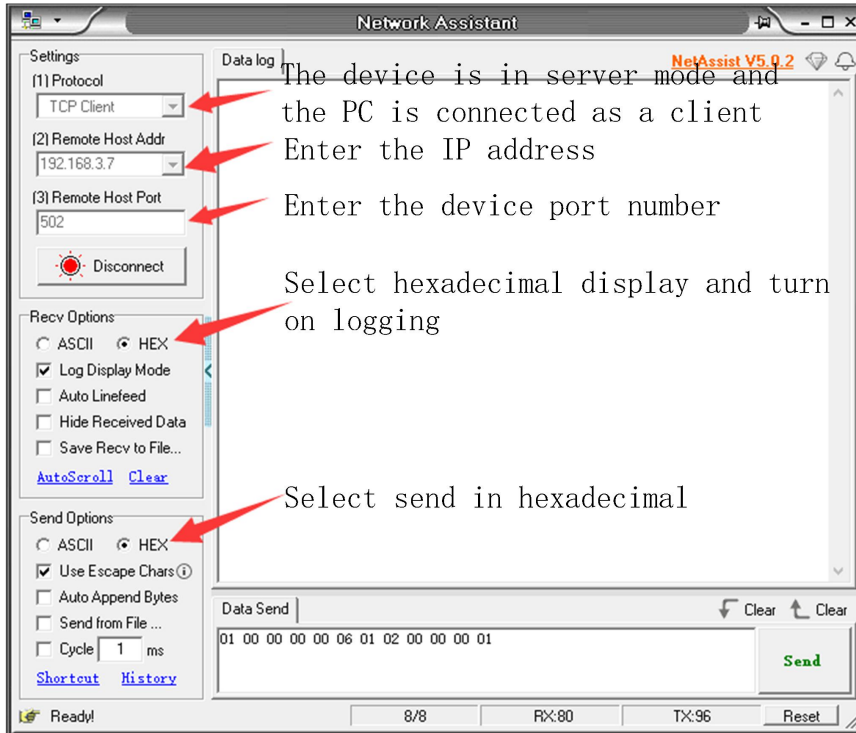 Network Assistant
Settings
(1) Protocol
TCP Client
(2) Remote Host Addr
192.168.3.7
(3) Remote Host Port
502
Disconnect
Recv Options
ASCII HEX
Log Display Mode
Auto Linefeed
Hide Received Data
Save Recv to File...
AutoScroll Clear
Send Options
ASCII HEX
Use Escape Chars i
Auto Append Bytes
Send from File ...
Cycle 1 ms
Shortcut History
Data log
NetAssist V5.0.2
The device is in server mode and
the PC is connected as a client
Enter the IP address
Enter the device port number
Select hexadecimal display and turn
on logging
Select send in hexadecimal
Data Send
Clear Clear
01 00 00 00 00 06 01 02 00 00 00 01
Send
Ready!
8/8
RX:80
TX:96
Reset